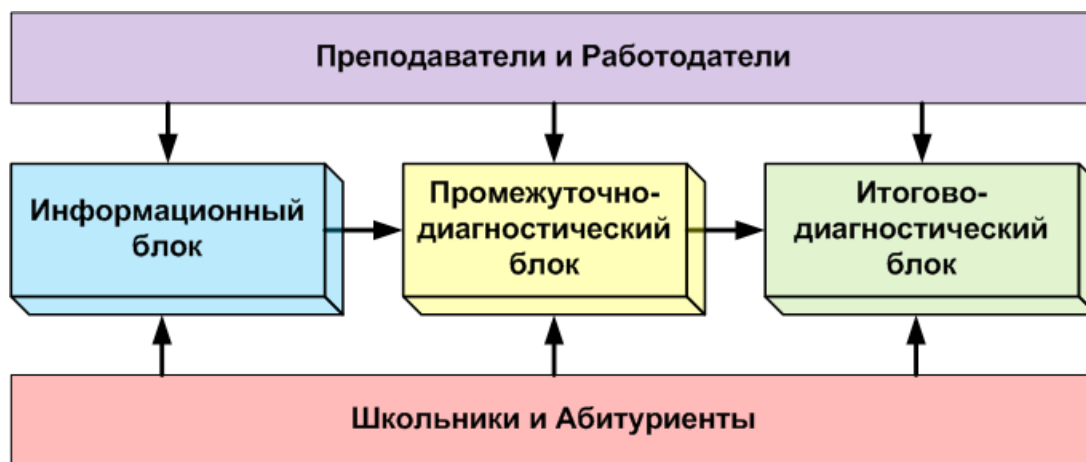 Преподаватели и Работодатели
Информационный
блок
Промежуточно-
диагностический
блок
Итогово-
диагностический
блок
Школьники и Абитуриенты